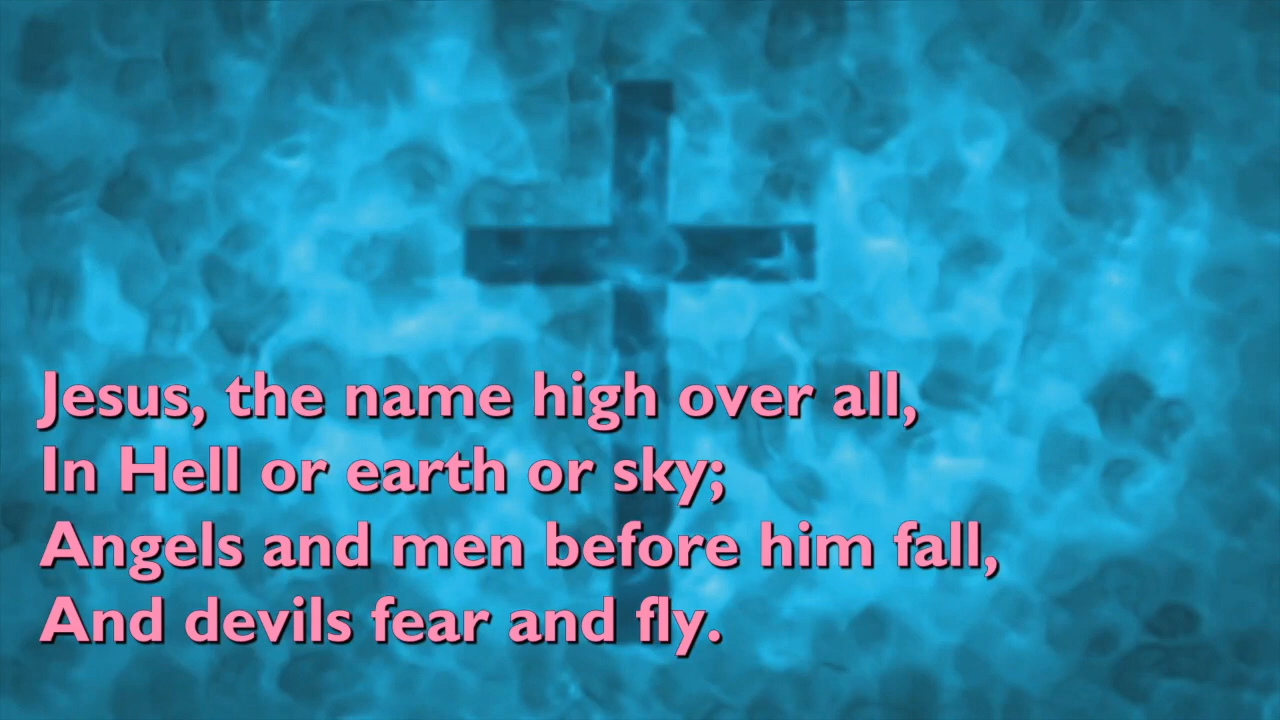 Jesus, the name high over all,
In Hell or earth or sky;
Angels and men before him fall,
And devils fear and fly.